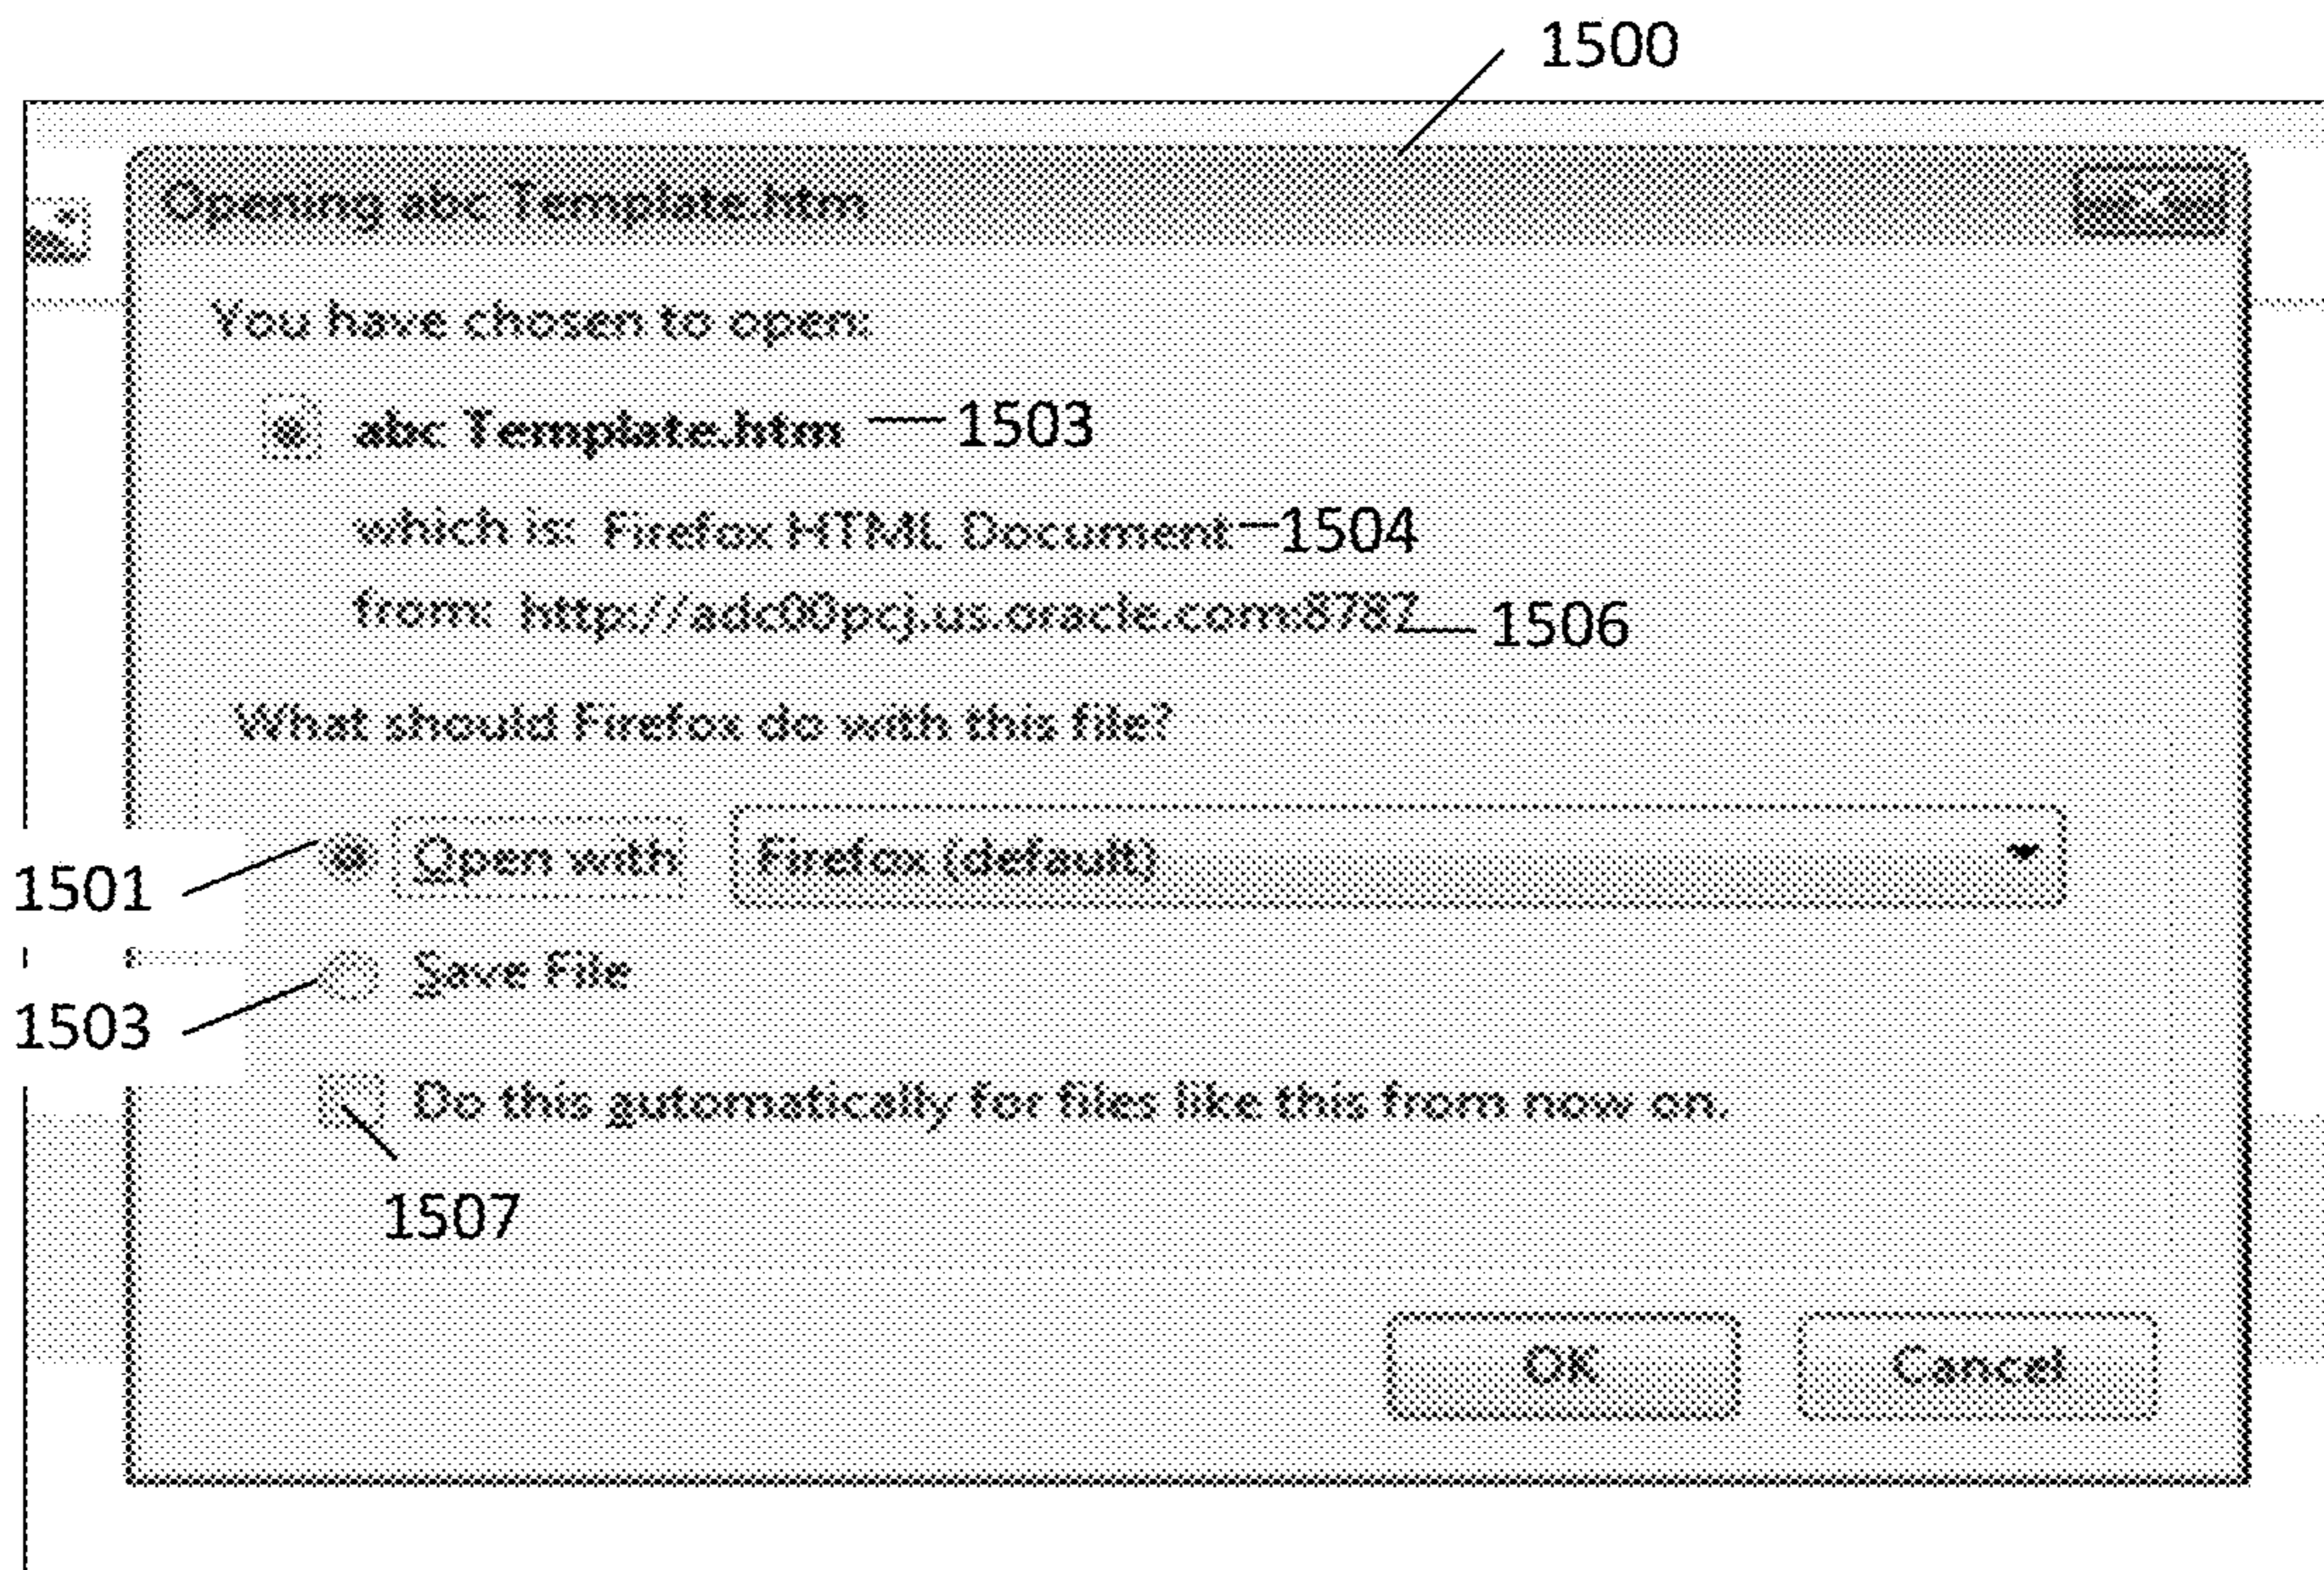 1500
Opening abc Template.htm
You have chosen to open:
abc Template.htm 1503
which is: Firefox HTML Document 1504
from: http://adc00pcj.us.oracle.com:8787 1506
What should Firefox do with this file?
1501 Open with Firefox (default)
1503 Save File
Do this automatically for files like this from now on.
1507
OK Cancel